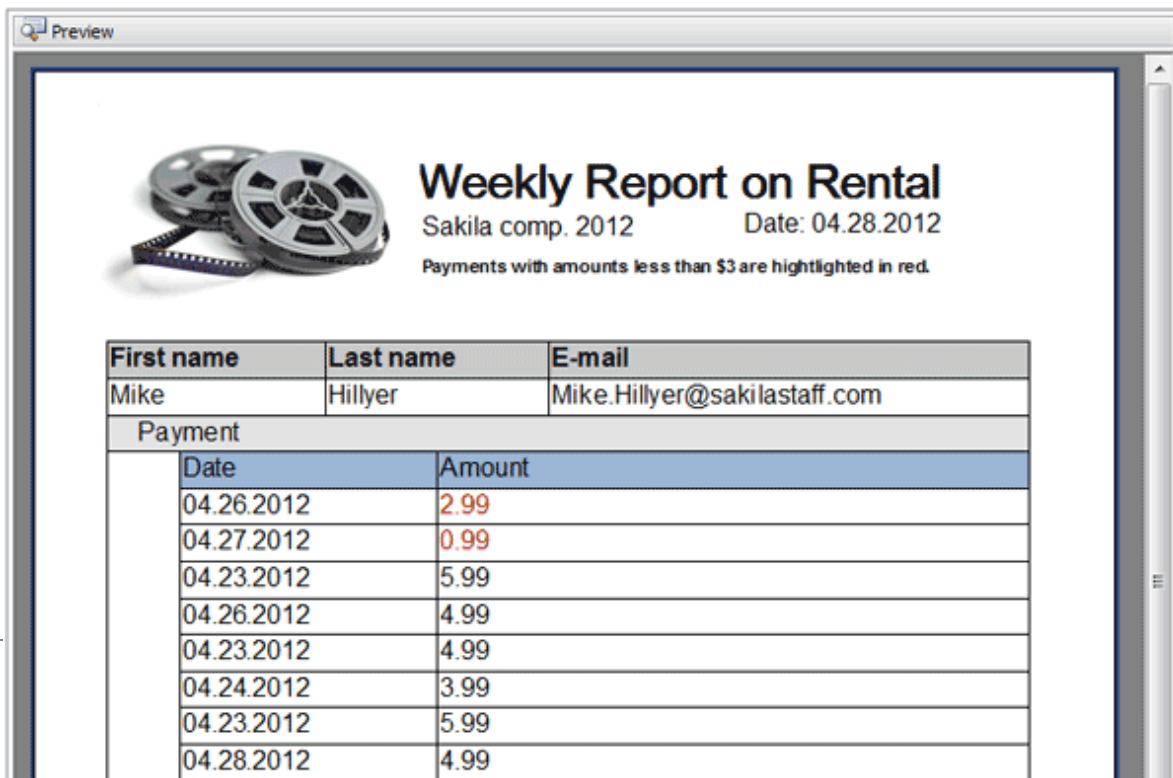 Preview
Weekly Report on Rental
Sakila comp. 2012 Date: 04.28.2012
Payments with amounts less than $3 are hightlighted in red.
First name Last name E-mail
Mike Hillyer Mike.Hillyer@sakilastaff.com
Payment
Date Amount
04.26.2012 2.99
04.27.2012 0.99
04.23.2012 5.99
04.26.2012 4.99
04.23.2012 4.99
04.24.2012 3.99
04.23.2012 5.99
04.28.2012 4.99